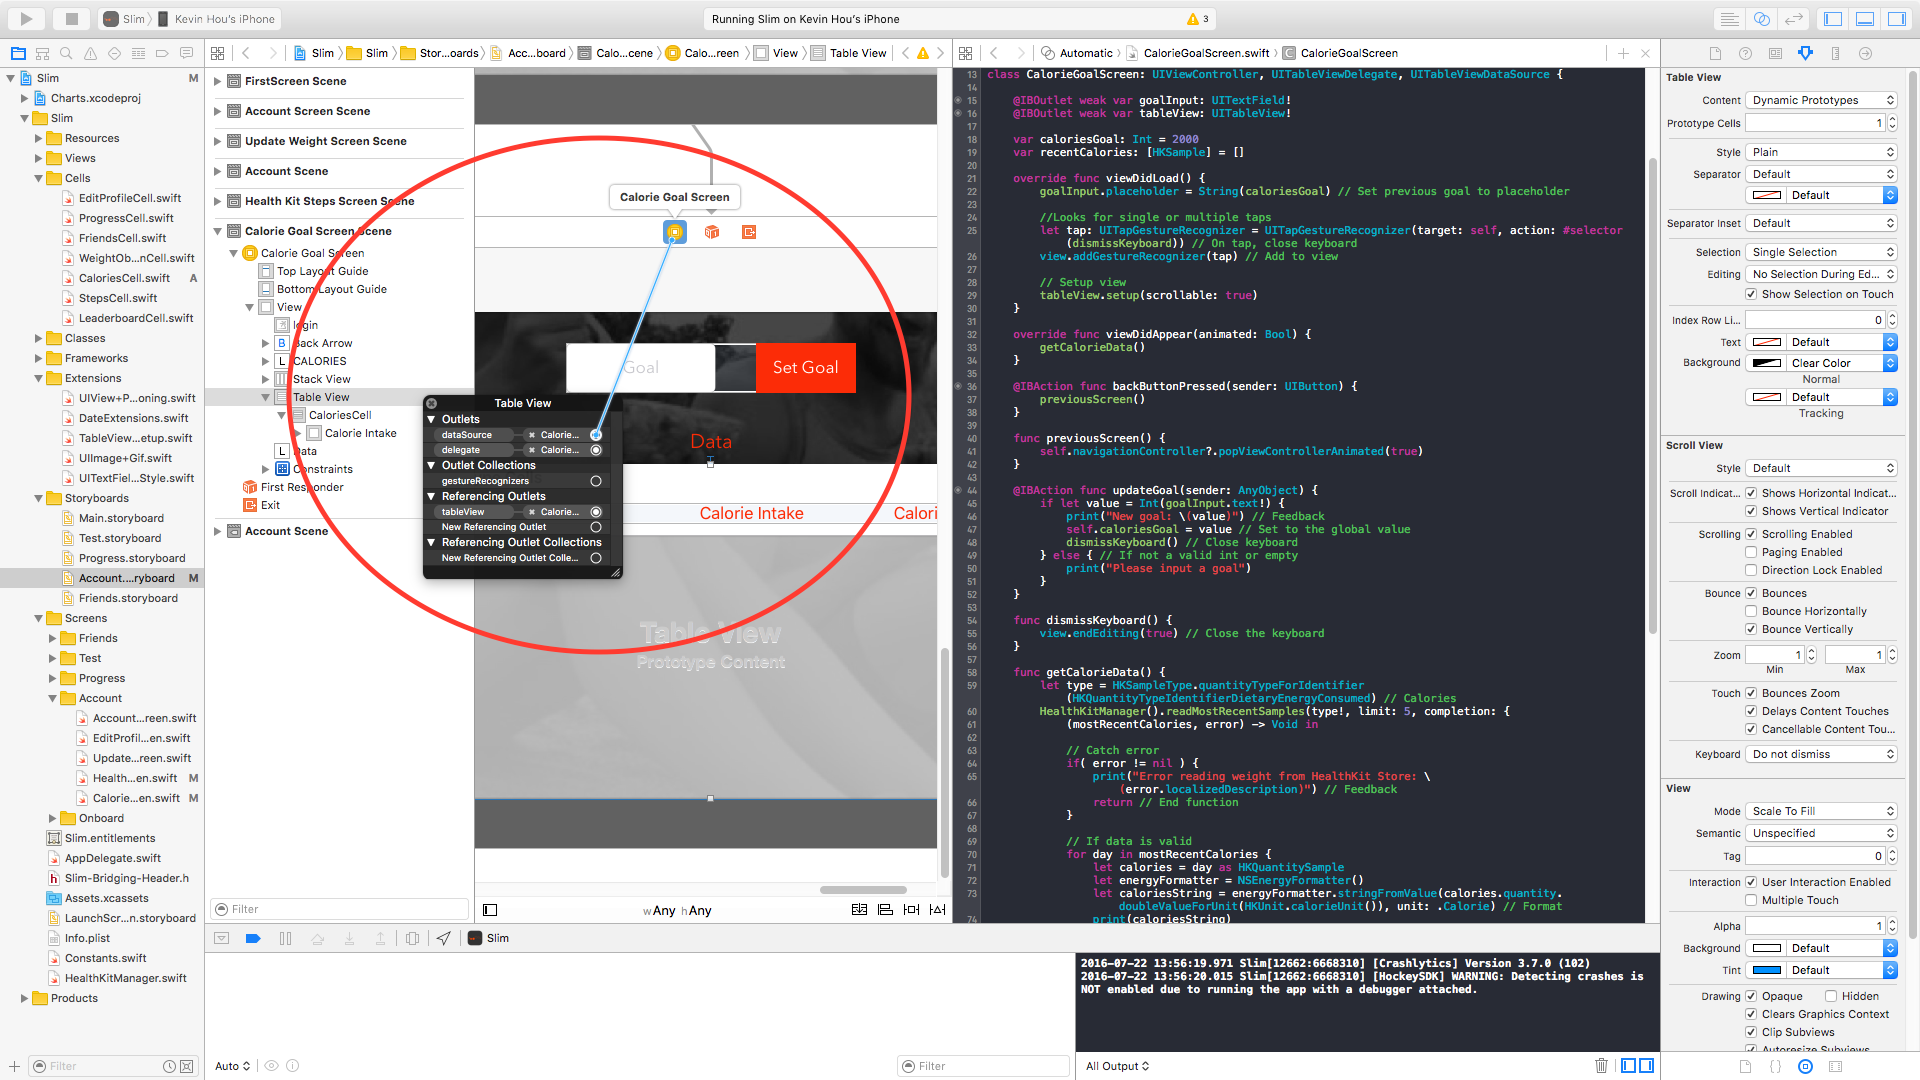 Slim
Kevin Hou's iPhone
Running Slim on Kevin Hou's iPhone
3
Slim
M
Charts.xcodeproj
Slim
Resources
Views
Cells
EditProfileCell.swift
ProgressCell.swift
FriendsCell.swift
WeightOb...nCell.swift
CaloriesCell.swift
A
StepsCell.swift
LeaderboardCell.swift
Classes
Frameworks
Extensions
UIView+P...oning.swift
DateExtensions.swift
TableView...etup.swift
UIImage+Gif.swift
UITextFiel...Style.swift
Storyboards
Main.storyboard
Test.storyboard
Progress.storyboard
Account....ryboard
M
Friends.storyboard
Screens
Friends
Test
Progress
Account
Account...reen.swift
EditProfil...en.swift
Update...reen.swift
Health...en.swift
M
Calorie...en.swift
M
Onboard
Slim.entitlements
AppDelegate.swift
Slim-Bridging-Header.h
Assets.xcassets
LaunchScr...n.storyboard
Info.plist
Constants.swift
HealthKitManager.swift
Products
Filter
Slim
Slim
Stor...oards
Acc...board
Calo...cene
Calo...reen
View
Table View
FirstScreen Scene
Account Screen Scene
Update Weight Screen Scene
Account Scene
Health Kit Steps Screen Scene
Calorie Goal Screen Scene
Calorie Goal Screen
Top Layout Guide
Bottom Layout Guide
View
login
B
Back Arrow
L
CALORIES
Stack View
Table View
CaloriesCell
Calorie Intake
L
Data
Constraints
First Responder
Exit
Account Scene
Filter
Calorie Goal Screen
Goal
Set Goal
Data
Calorie Intake
Calori
Table View
Prototype Content
Table View
Outlets
dataSource
Calorie...
delegate
Calorie...
Outlet Collections
gestureRecognizers
Referencing Outlets
tableView
Calorie...
New Referencing Outlet
Referencing Outlet Collections
New Referencing Outlet Colle...
wAny hAny
Automatic
CalorieGoalScreen.swift
C
CalorieGoalScreen
13 class CalorieGoalScreen: UIViewController, UITableViewDelegate, UITableViewDataSource {
14
15 @IBOutlet weak var goalInput: UITextField!
16 @IBOutlet weak var tableView: UITableView!
17
18 var caloriesGoal: Int = 2000
19 var recentCalories: [HKSample] = []
20
21 override func viewDidLoad() {
22 goalInput.placeholder = String(caloriesGoal) // Set previous goal to placeholder
23
24 //Looks for single or multiple taps
25 let tap: UITapGestureRecognizer = UITapGestureRecognizer(target: self, action: #selector
(dismissKeyboard)) // On tap, close keyboard
26 view.addGestureRecognizer(tap) // Add to view
27
28 // Setup view
29 tableView.setup(scrollable: true)
30 }
31
32 override func viewDidAppear(animated: Bool) {
33 getCalorieData()
34 }
35
36 @IBAction func backButtonPressed(sender: UIButton) {
37 previousScreen()
38 }
39
40 func previousScreen() {
41 self.navigationController?.popViewControllerAnimated(true)
42 }
43
44 @IBAction func updateGoal(sender: AnyObject) {
45 if let value = Int(goalInput.text!) {
46 print("New goal: \(value)") // Feedback
47 self.caloriesGoal = value // Set to the global value
48 dismissKeyboard() // Close keyboard
49 } else { // If not a valid int or empty
50 print("Please input a goal")
51 }
52 }
53
54 func dismissKeyboard() {
55 view.endEditing(true) // Close the keyboard
56 }
57
58 func getCalorieData() {
59 let type = HKSampleType.quantityTypeForIdentifier
(HKQuantityTypeIdentifierDietaryEnergyConsumed) // Calories
60 HealthKitManager().readMostRecentSamples(type!, limit: 5, completion: {
61 (mostRecentCalories, error) -> Void in
62
63 // Catch error
64 if( error != nil ) {
65 print("Error reading weight from HealthKit Store: \
(error.localizedDescription)") // Feedback
66 return // End function
67 }
68
69 // If data is valid
70 for day in mostRecentCalories {
71 let calories = day as HKQuantitySample
72 let energyFormatter = NSEnergyFormatter()
73 let caloriesString = energyFormatter.stringFromValue(calories.quantity.
doubleValueForUnit(HKUnit.calorieUnit()), unit: .Calorie) // Format
74 print(caloriesString)
Slim
2016-07-22 13:56:19.971 Slim[12662:6668310] [Crashlytics] Version 3.7.0 (102)
2016-07-22 13:56:20.015 Slim[12662:6668310] [HockeySDK] WARNING: Detecting crashes is
NOT enabled due to running the app with a debugger attached.
Auto
Filter
All Output
Table View
Content Dynamic Prototypes
Prototype Cells 1
Style Plain
Separator Default
Default
Separator Inset Default
Selection Single Selection
Editing No Selection During Ed...
Show Selection on Touch
Index Row Li... 0
Text Default
Background Clear Color
Normal
Default
Tracking
Scroll View
Style Default
Scroll Indicat... Shows Horizontal Indicat...
Shows Vertical Indicator
Scrolling Scrolling Enabled
Paging Enabled
Direction Lock Enabled
Bounce Bounces
Bounce Horizontally
Bounce Vertically
Zoom 1 1
Min Max
Touch Bounces Zoom
Delays Content Touches
Cancellable Content Tou...
Keyboard Do not dismiss
View
Mode Scale To Fill
Semantic Unspecified
Tag 0
Interaction User Interaction Enabled
Multiple Touch
Alpha 1
Background Default
Tint Default
Drawing Opaque Hidden
Clears Graphics Context
Clip Subviews
Autoresize Subviews